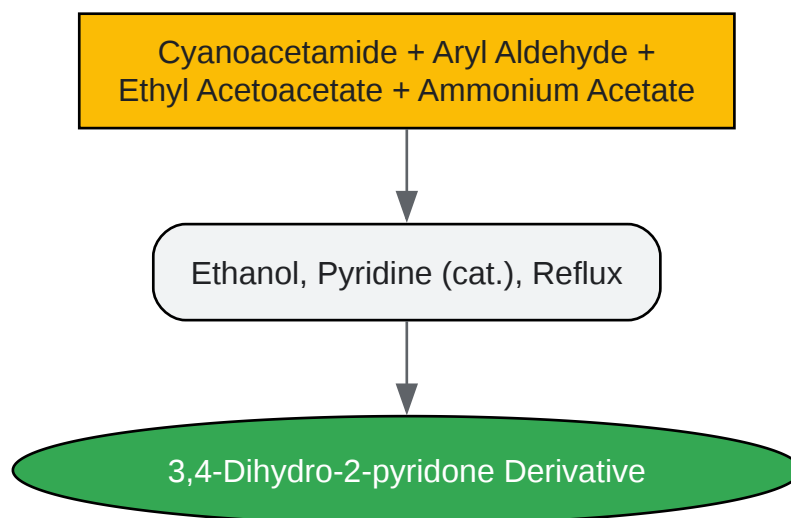 Cyanoacetamide + Aryl Aldehyde +
Ethyl Acetoacetate + Ammonium Acetate
Ethanol, Pyridine (cat.), Reflux
3,4-Dihydro-2-pyridone Derivative